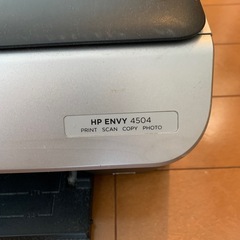 HP ENVY 4504
PRINT SCAN COPY PHOTO